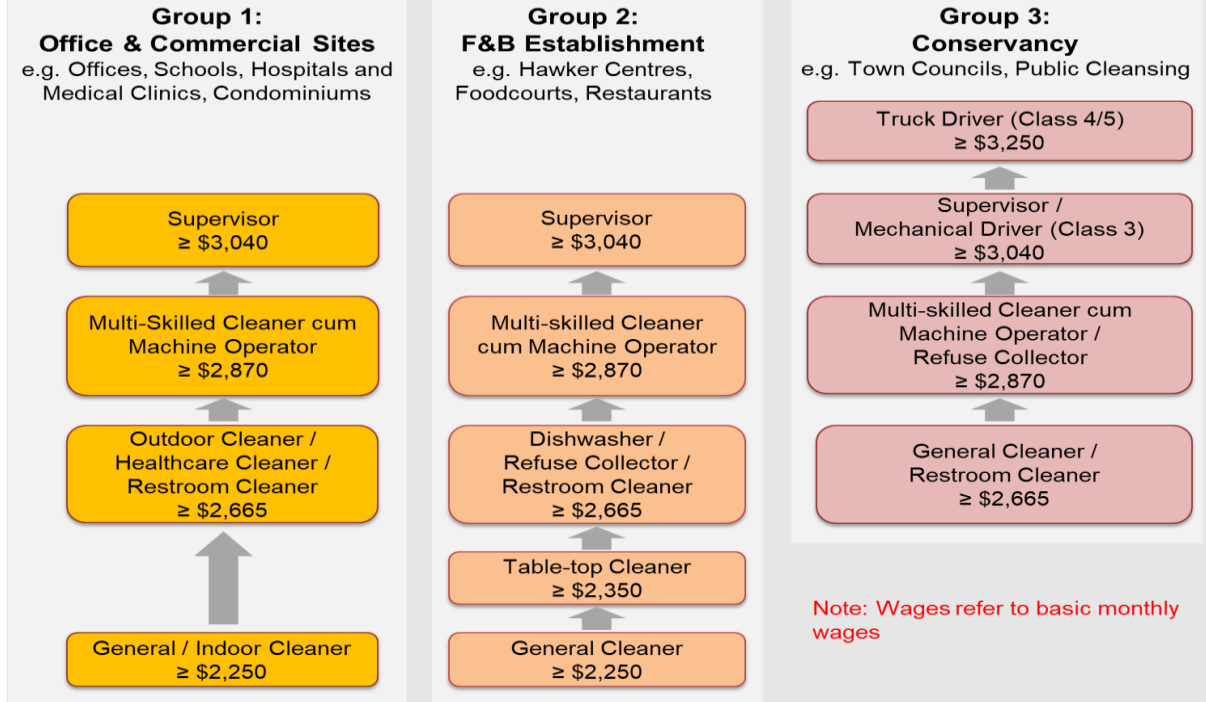 Group 1:
Office & Commercial Sites
e.g. Offices, Schools, Hospitals and
Medical Clinics, Condominiums
Supervisor
≥ $3,040
Multi-Skilled Cleaner cum
Machine Operator
≥ $2,870
Outdoor Cleaner /
Healthcare Cleaner /
Restroom Cleaner
≥ $2,665
General / Indoor Cleaner
≥ $2,250
Group 2:
F&B Establishment
e.g. Hawker Centres,
Foodcourts, Restaurants
Supervisor
≥ $3,040
Multi-skilled Cleaner
cum Machine Operator
≥ $2,870
Dishwasher /
Refuse Collector /
Restroom Cleaner
≥ $2,665
Table-top Cleaner
≥ $2,350
General Cleaner
≥ $2,250
Group 3:
Conservancy
e.g. Town Councils, Public Cleansing
Truck Driver (Class 4/5)
≥ $3,250
Supervisor /
Mechanical Driver (Class 3)
≥ $3,040
Multi-skilled Cleaner cum
Machine Operator /
Refuse Collector
≥ $2,870
General Cleaner /
Restroom Cleaner
≥ $2,665
Note: Wages refer to basic monthly
wages